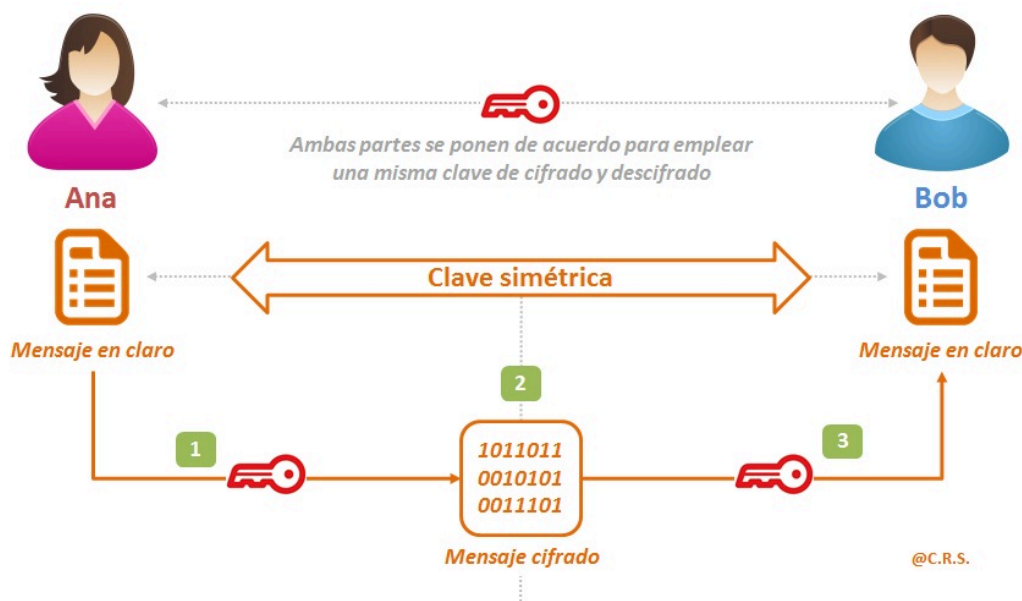 Ambas partes se ponen de acuerdo para emplear
una misma clave de cifrado y descifrado
Ana
Bob
Clave simétrica
Mensaje en claro
Mensaje en claro
2
1
3
1011011
0010101
0011101
Mensaje cifrado
@C.R.S.